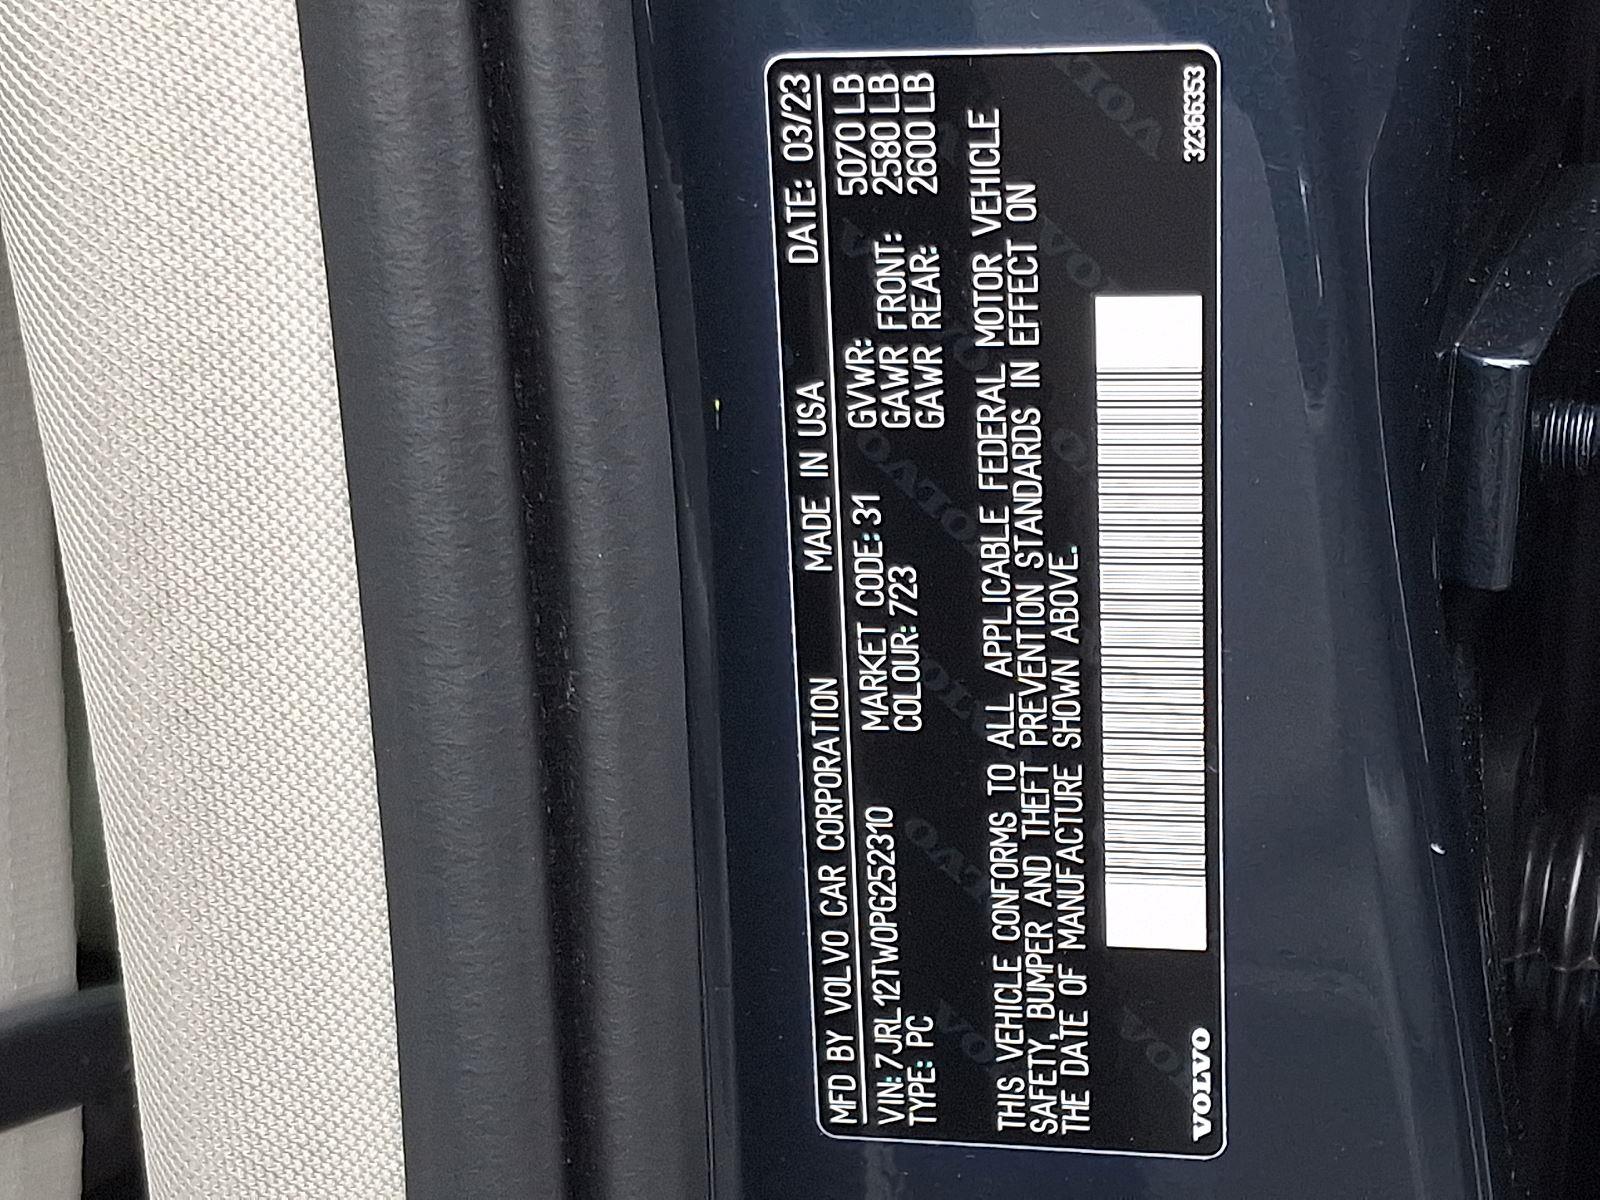 MFD BY VOLVO CAR CORPORATION MADE IN USA DATE: 03/23
VIN: 7JRL12TW0PG252310 MARKET CODE: 31 GVWR: 5070 LB
TYPE: PC COLOUR: 723 GAWR FRONT: 2580 LB
GAWR REAR: 2600 LB
THIS VEHICLE CONFORMS TO ALL APPLICABLE FEDERAL MOTOR VEHICLE
SAFETY, BUMPER AND THEFT PREVENTION STANDARDS IN EFFECT ON
THE DATE OF MANUFACTURE SHOWN ABOVE.
VOLVO 32366353